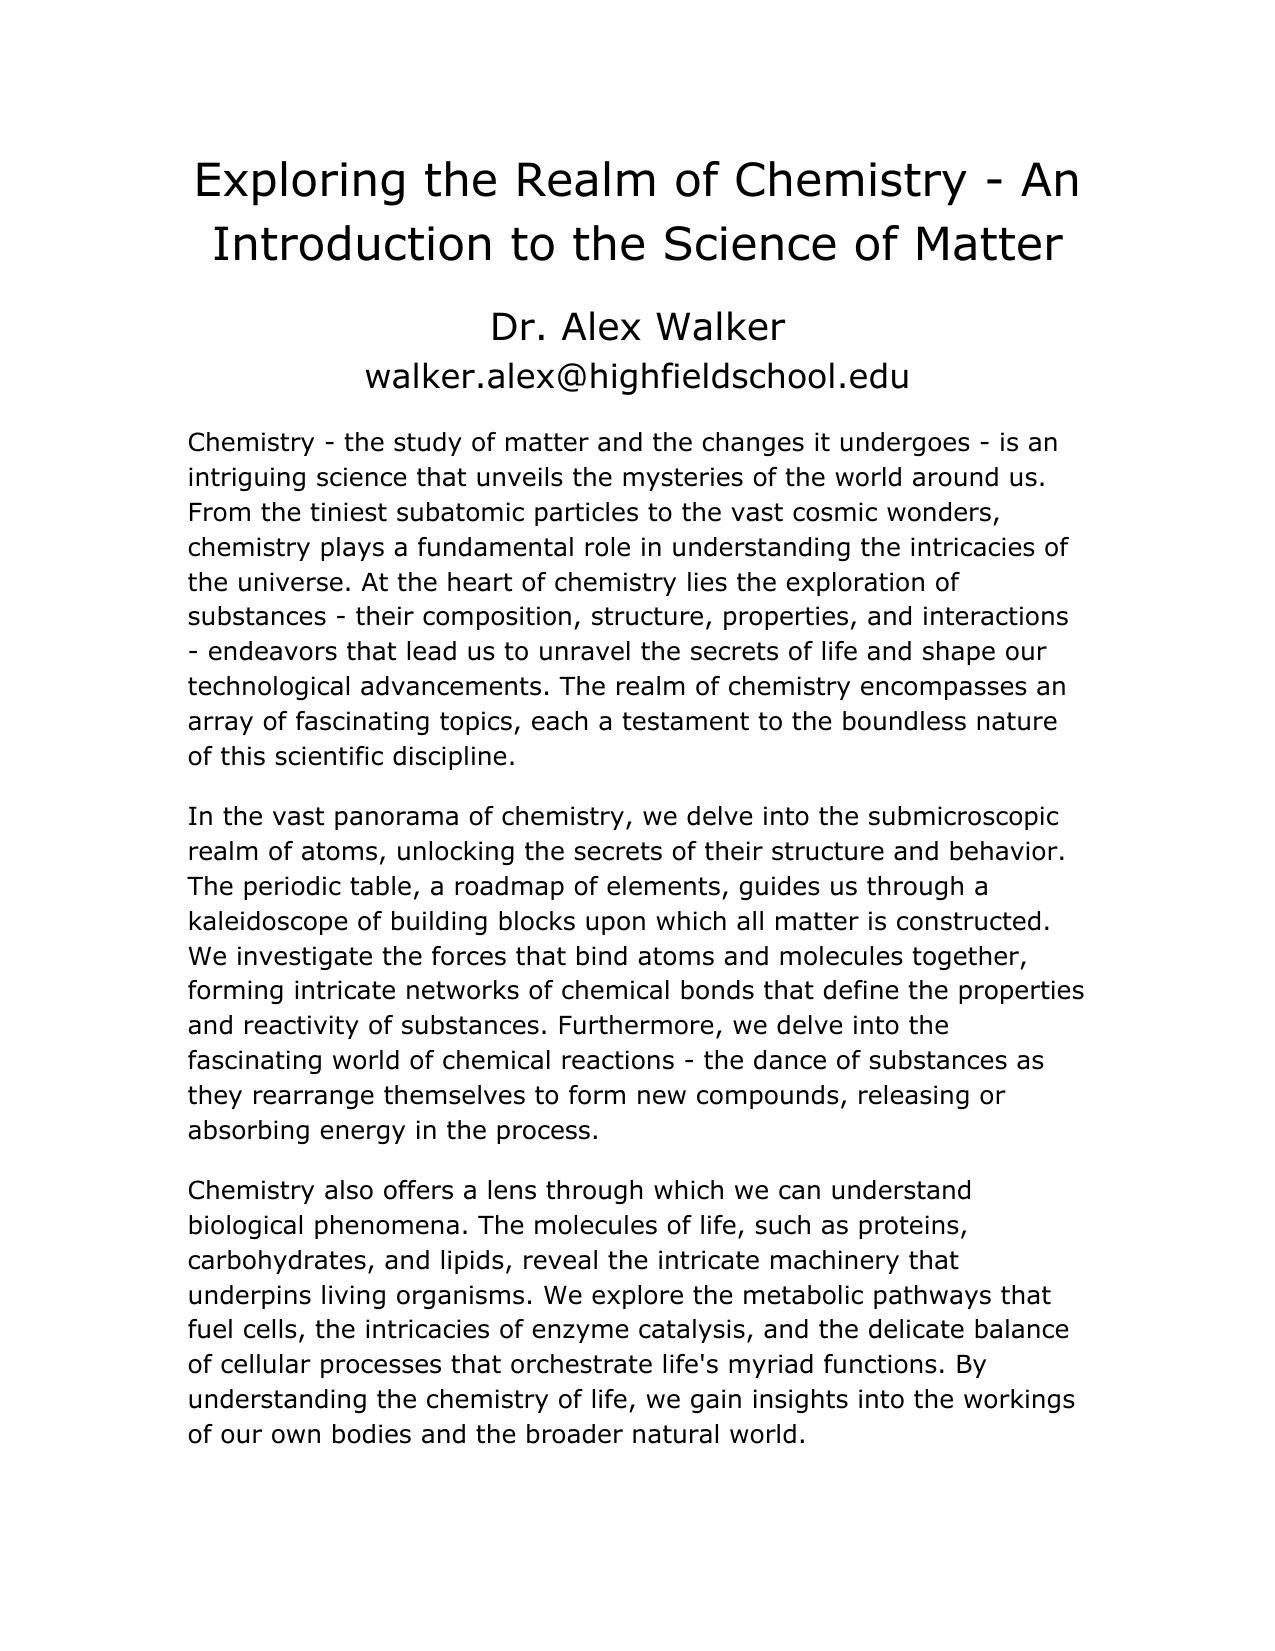 Exploring the Realm of Chemistry - An
Introduction to the Science of Matter
Dr. Alex Walker
walker.alex@highfieldschool.edu
Chemistry - the study of matter and the changes it undergoes - is an
intriguing science that unveils the mysteries of the world around us.
From the tiniest subatomic particles to the vast cosmic wonders,
chemistry plays a fundamental role in understanding the intricacies of
the universe. At the heart of chemistry lies the exploration of
substances - their composition, structure, properties, and interactions
- endeavors that lead us to unravel the secrets of life and shape our
technological advancements. The realm of chemistry encompasses an
array of fascinating topics, each a testament to the boundless nature
of this scientific discipline.
In the vast panorama of chemistry, we delve into the submicroscopic
realm of atoms, unlocking the secrets of their structure and behavior.
The periodic table, a roadmap of elements, guides us through a
kaleidoscope of building blocks upon which all matter is constructed.
We investigate the forces that bind atoms and molecules together,
forming intricate networks of chemical bonds that define the properties
and reactivity of substances. Furthermore, we delve into the
fascinating world of chemical reactions - the dance of substances as
they rearrange themselves to form new compounds, releasing or
absorbing energy in the process.
Chemistry also offers a lens through which we can understand
biological phenomena. The molecules of life, such as proteins,
carbohydrates, and lipids, reveal the intricate machinery that
underpins living organisms. We explore the metabolic pathways that
fuel cells, the intricacies of enzyme catalysis, and the delicate balance
of cellular processes that orchestrate life's myriad functions. By
understanding the chemistry of life, we gain insights into the workings
of our own bodies and the broader natural world.